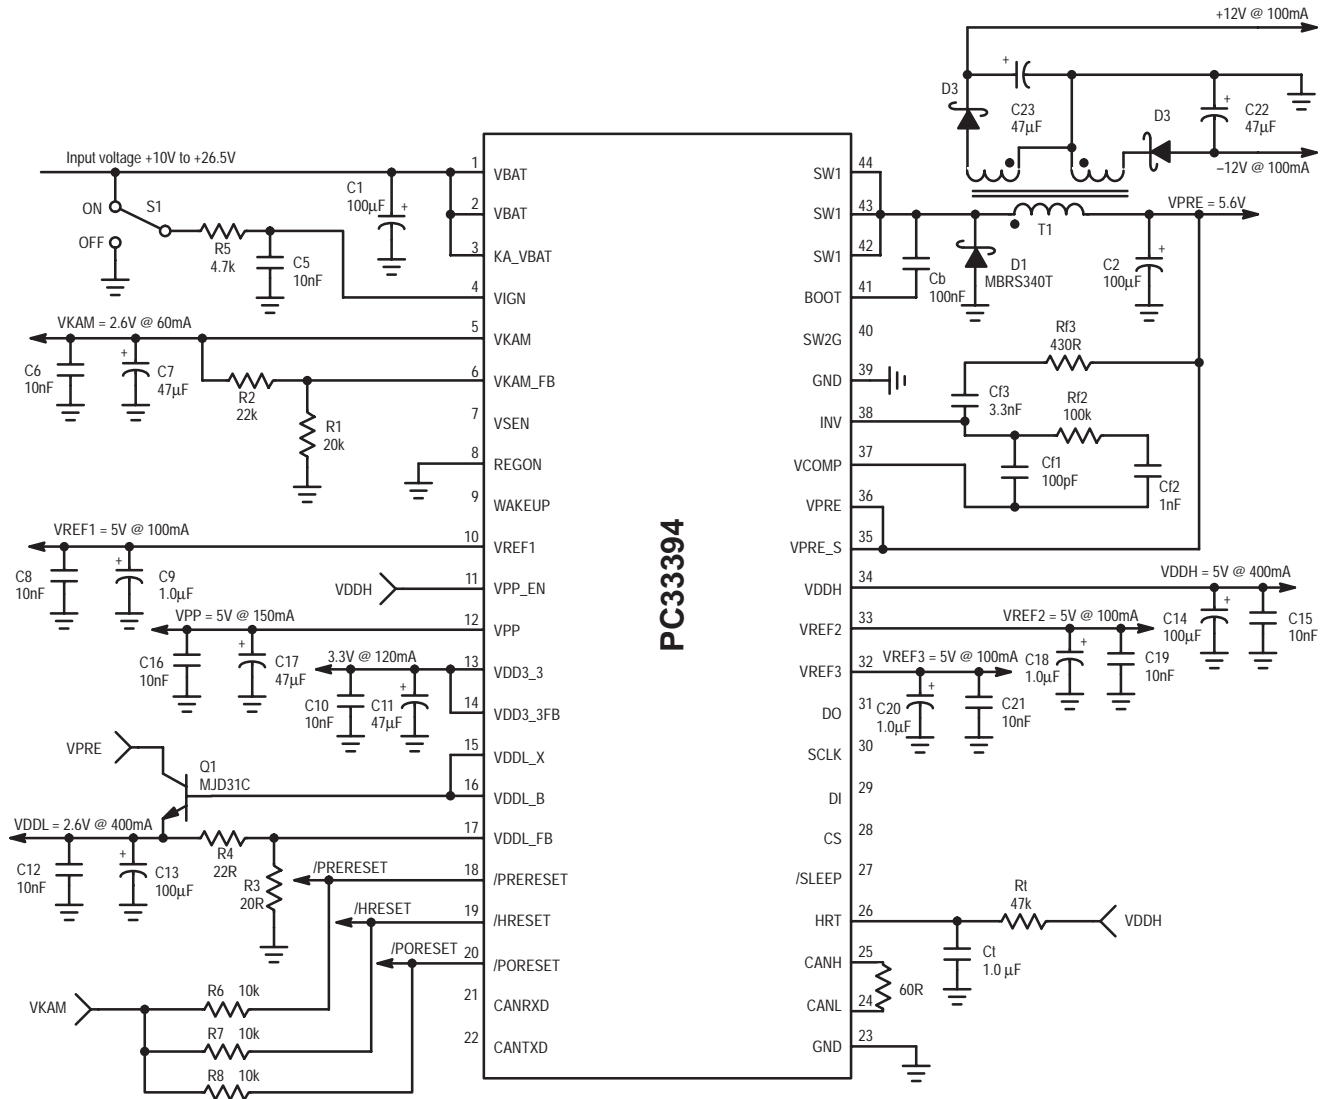 +12V @ 100mA
+
D3
C23
47µF
D3
+
C22
47µF
–12V @ 100mA
Input voltage +10V to +26.5V
ON
OFF
S1
R5
4.7k
C5
10nF
C1
100µF
+
1
VBAT
2
VBAT
3
KA_VBAT
4
VIGN
5
VKAM
6
VKAM_FB
7
VSEN
8
REGON
9
WAKEUP
10
VREF1
11
VPP_EN
12
VPP
13
VDD3_3
14
VDD3_3FB
15
VDDL_X
16
VDDL_B
17
VDDL_FB
18
/PRERESET
19
/HRESET
20
/PORESET
21
CANRXD
22
CANTXD
PC33394
44
SW1
43
SW1
42
SW1
41
BOOT
40
SW2G
39
GND
38
INV
37
VCOMP
36
VPRE
35
VPRE_S
34
VDDH
33
VREF2
32
VREF3
31
DO
30
SCLK
29
DI
28
CS
27
/SLEEP
26
HRT
25
CANH
24
CANL
23
GND
VKAM = 2.6V @ 60mA
C6
10nF
+
C7
47µF
R2
22k
R1
20k
VREF1 = 5V @ 100mA
C8
10nF
+
C9
1.0µF
VDDH
VPP = 5V @ 150mA
C16
10nF
+
C17
47µF
3.3V @ 120mA
C10
10nF
+
C11
47µF
VPRE
Q1
MJD31C
VDDL = 2.6V @ 400mA
C12
10nF
+
C13
100µF
R4
22R
R3
20R
/PRERESET
/HRESET
/PORESET
VKAM
R6 10k
R7 10k
R8 10k
VPRE = 5.6V
T1
Cb
100nF
D1
MBRS340T
C2
100µF
+
Rf3
430R
Cf3
3.3nF
Rf2
100k
Cf1
100pF
Cf2
1nF
VDDH = 5V @ 400mA
C14
100µF
+
C15
10nF
VREF2 = 5V @ 100mA
C18
1.0µF
+
C19
10nF
VREF3 = 5V @ 100mA
C20
1.0µF
+
C21
10nF
Rt
47k
VDDH
Ct
1.0 µF
60R